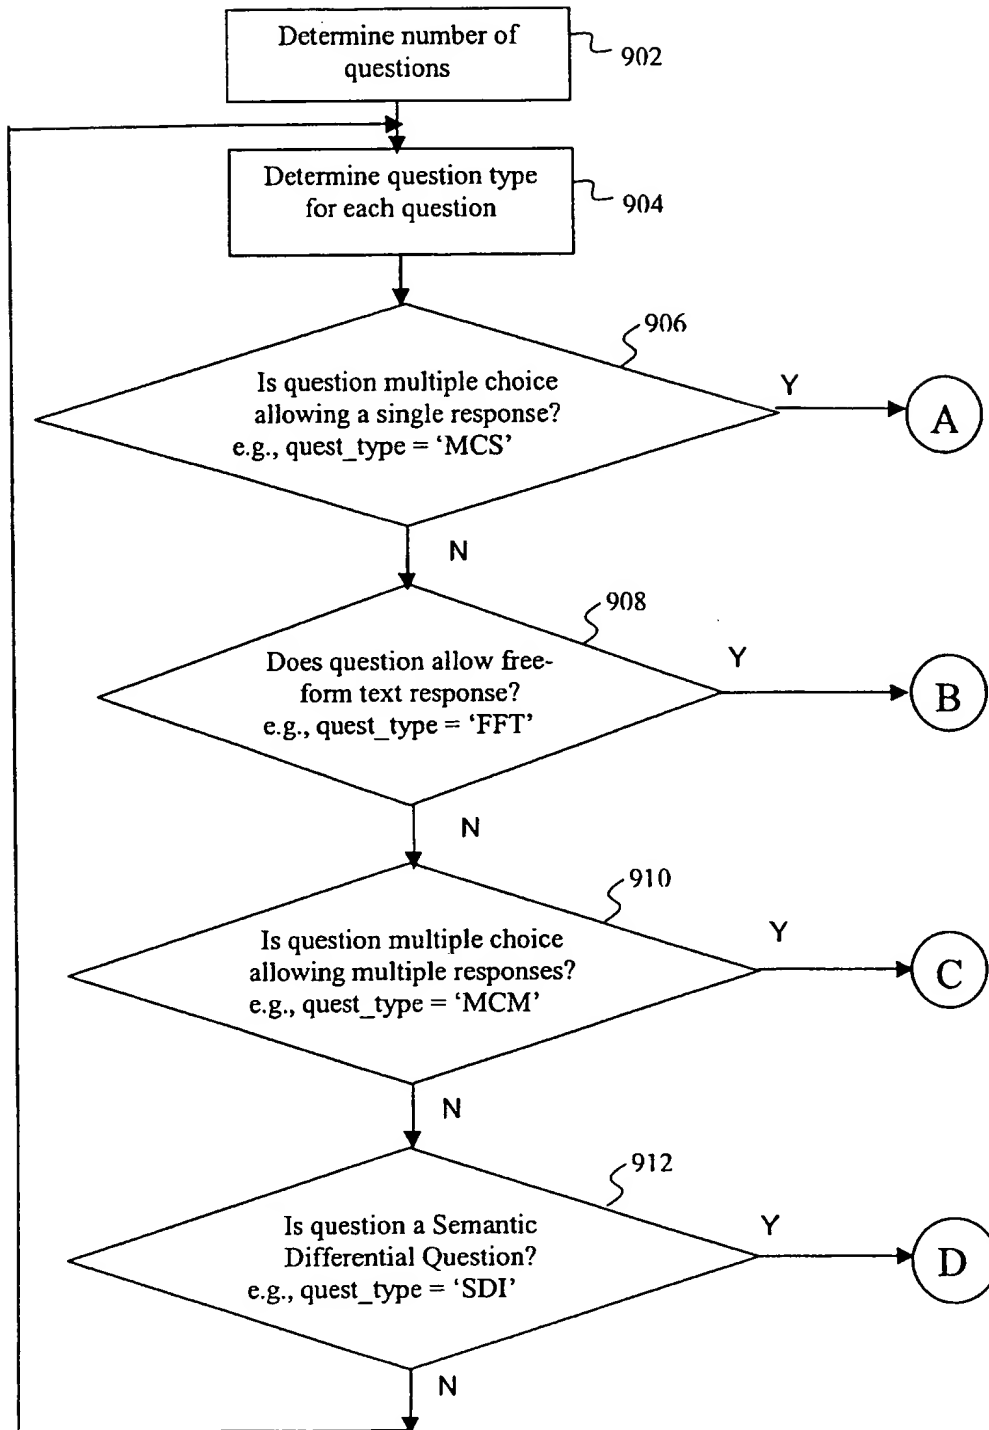 Determine number of
questions
902
Determine question type
for each question
904
906
Is question multiple choice
allowing a single response?
e.g., quest_type = ‘MCS’
Y
A
N
908
Does question allow free-
form text response?
e.g., quest_type = ‘FFT’
Y
B
N
910
Is question multiple choice
allowing multiple responses?
e.g., quest_type = ‘MCM’
Y
C
N
912
Is question a Semantic
Differential Question?
e.g., quest_type = ‘SDI’
Y
D
N